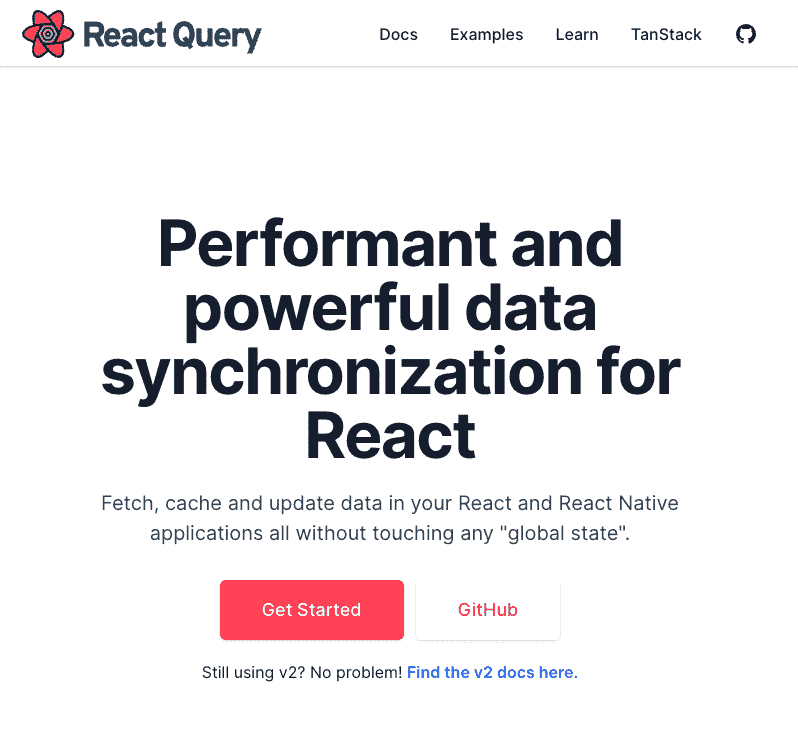 React Query
Docs Examples Learn TanStack
Performant and
powerful data
synchronization for
React
Fetch, cache and update data in your React and React Native
applications all without touching any "global state".
Get Started GitHub
Still using v2? No problem! Find the v2 docs here.